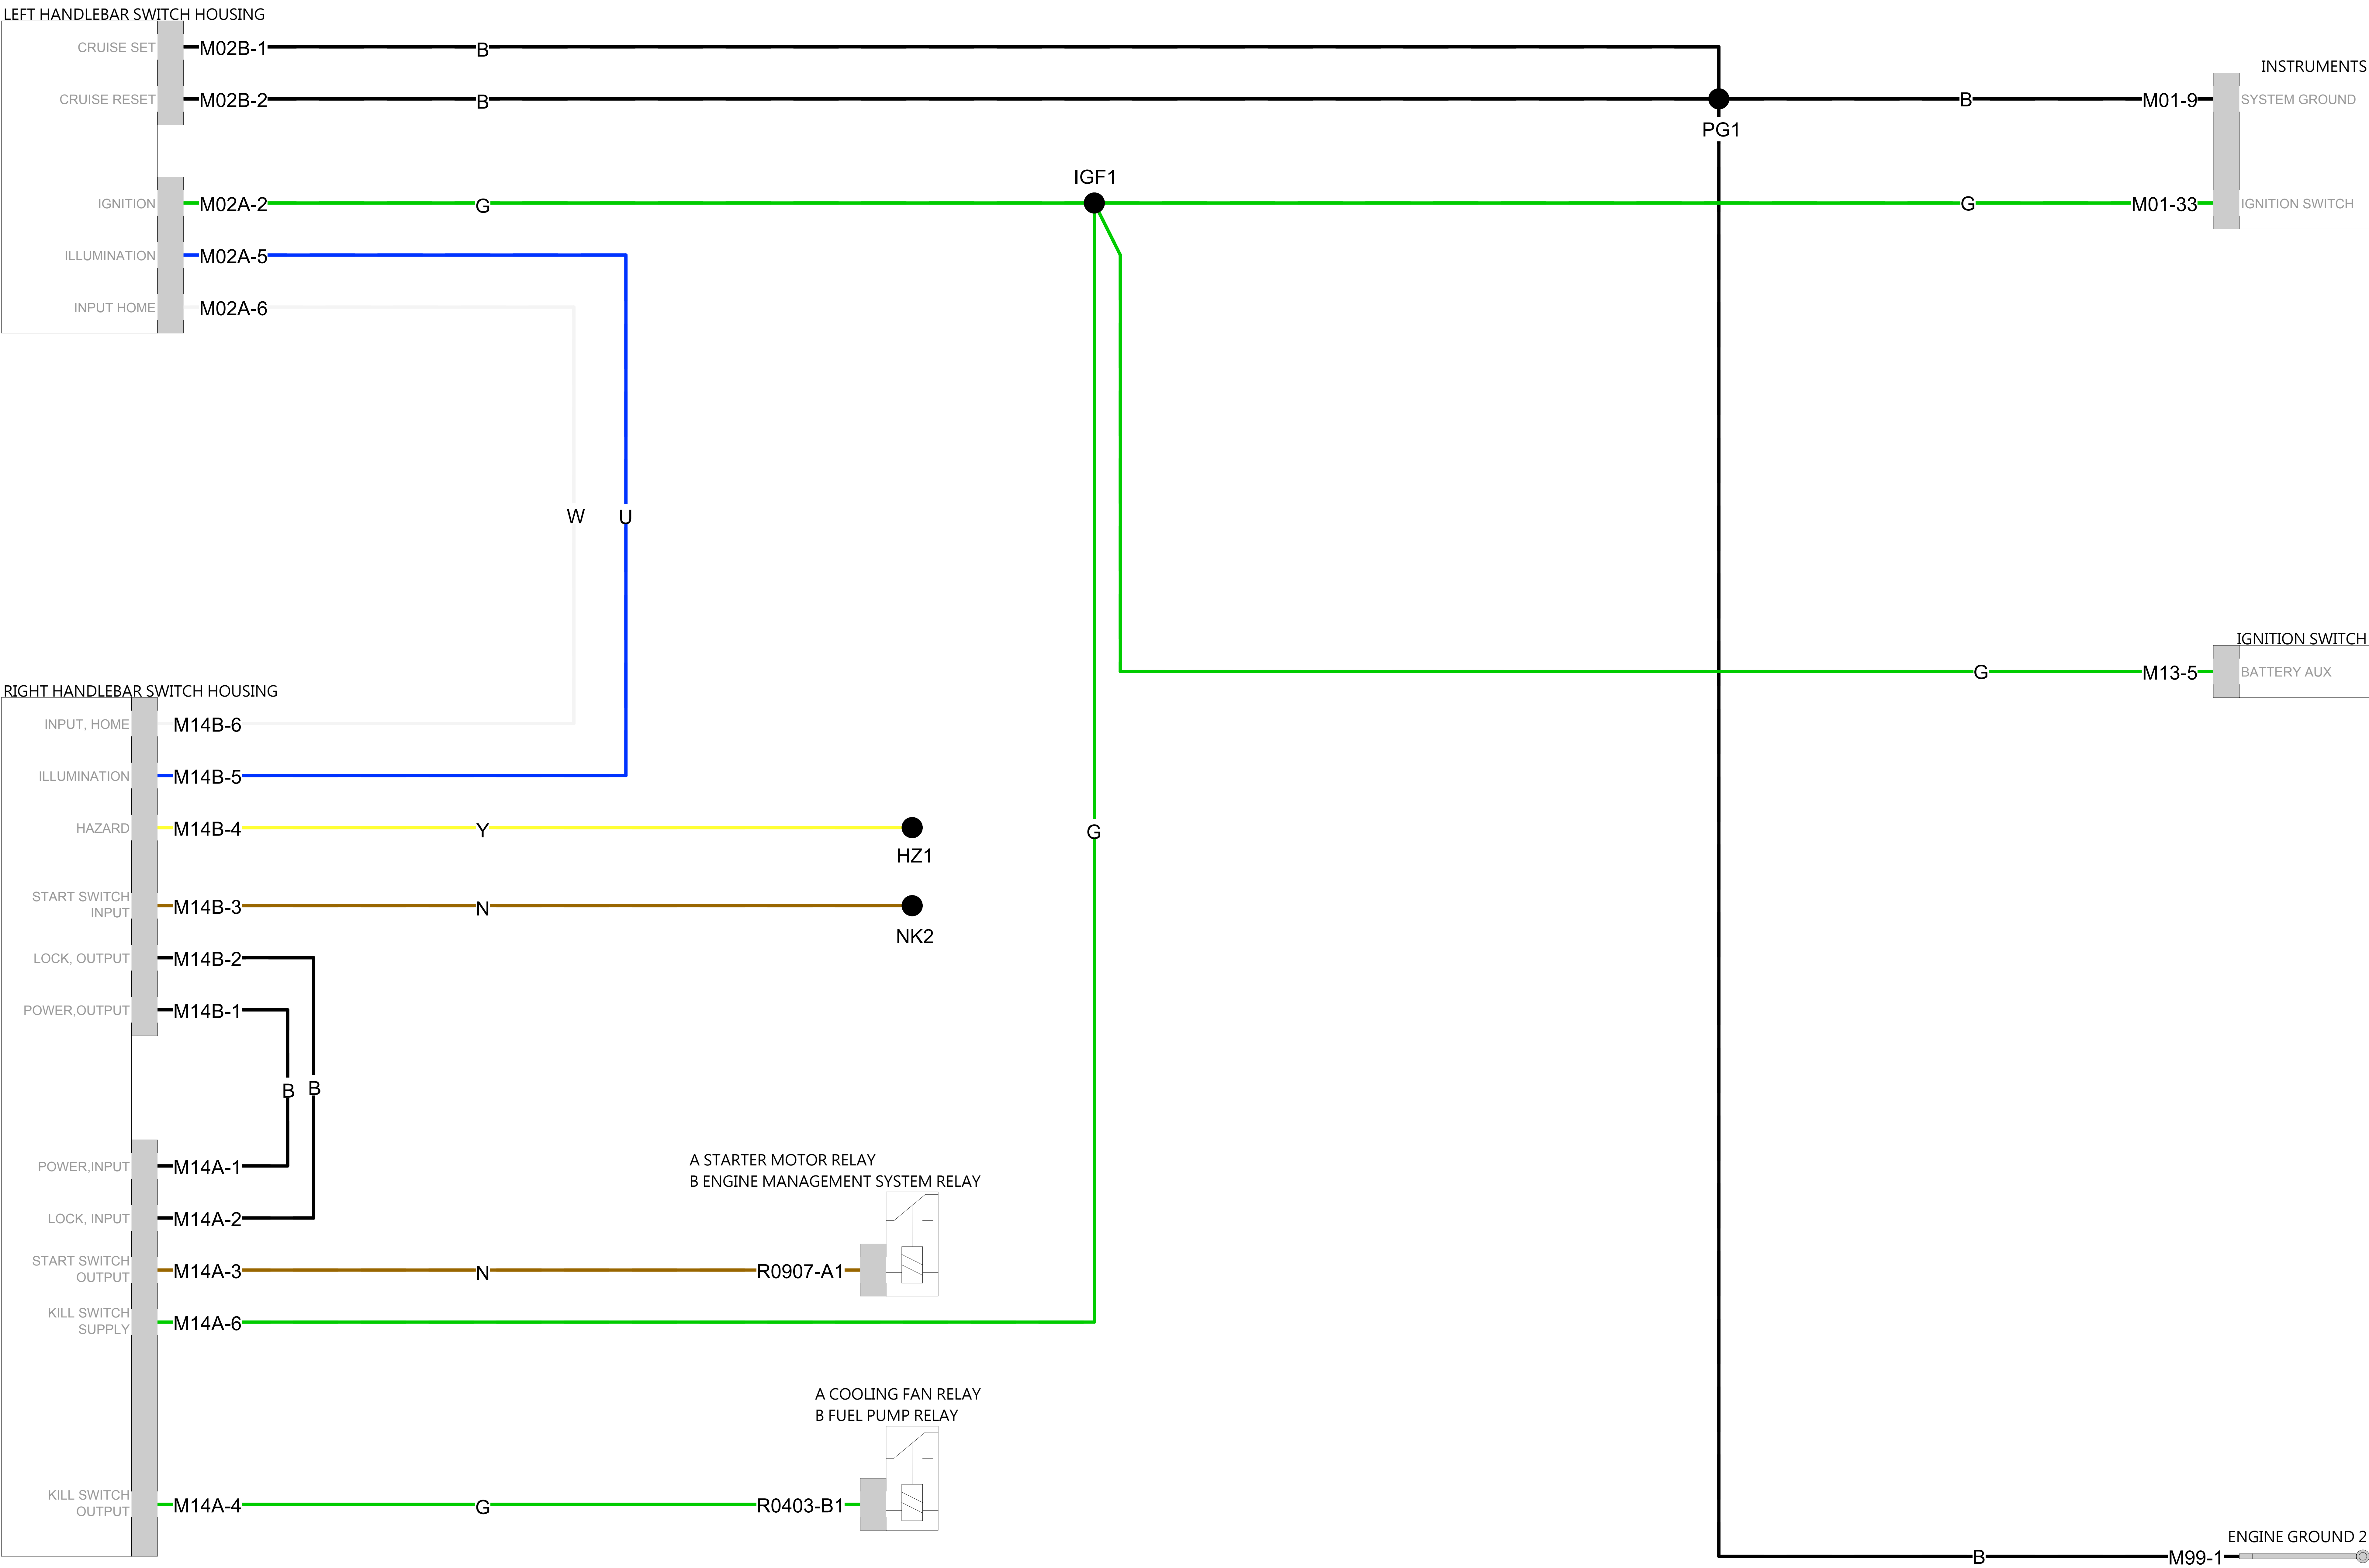 LEFT HANDLEBAR SWITCH HOUSING
CRUISE SET
M02B-1
B
INSTRUMENTS
CRUISE RESET
M02B-2
B
B
M01-9
SYSTEM GROUND
PG1
IGF1
IGNITION
M02A-2
G
G
M01-33
IGNITION SWITCH
ILLUMINATION
M02A-5
INPUT HOME
M02A-6
W
U
IGNITION SWITCH
G
M13-5
BATTERY AUX
RIGHT HANDLEBAR SWITCH HOUSING
INPUT, HOME
M14B-6
ILLUMINATION
M14B-5
HAZARD
M14B-4
Y
HZ1
G
START SWITCH
INPUT
M14B-3
N
NK2
LOCK, OUTPUT
M14B-2
POWER,OUTPUT
M14B-1
B
B
POWER,INPUT
M14A-1
LOCK, INPUT
M14A-2
A STARTER MOTOR RELAY
B ENGINE MANAGEMENT SYSTEM RELAY
START SWITCH
OUTPUT
M14A-3
N
R0907-A1
KILL SWITCH
SUPPLY
M14A-6
A COOLING FAN RELAY
B FUEL PUMP RELAY
KILL SWITCH
OUTPUT
M14A-4
G
R0403-B1
ENGINE GROUND 2
B
M99-1